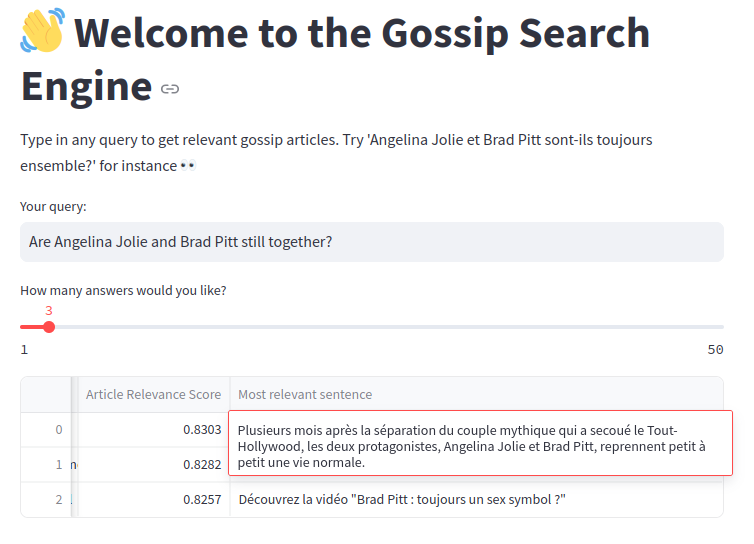 👋 Welcome to the Gossip Search
Engine
Type in any query to get relevant gossip articles. Try 'Angelina Jolie et Brad Pitt sont-ils toujours
ensemble?' for instance 👀
Your query:
Are Angelina Jolie and Brad Pitt still together?
How many answers would you like?
3
1 50
Article Relevance Score Most relevant sentence
0 0.8303 Plusieurs mois après la séparation du couple mythique qui a secoué le Tout-
Hollywood, les deux protagonistes, Angelina Jolie et Brad Pitt, reprennent petit à
1 0.8282 petit une vie normale.
2 0.8257 Découvrez la vidéo "Brad Pitt : toujours un sex symbol ?"